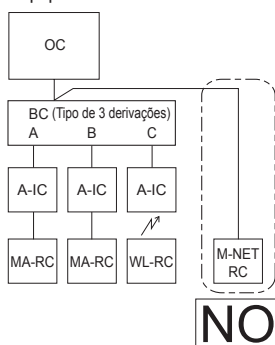 OC
BC (Tipo de 3 derivações)
A B C
A-IC A-IC A-IC
MA-RC MA-RC WL-RC
M-NET
RC
NO